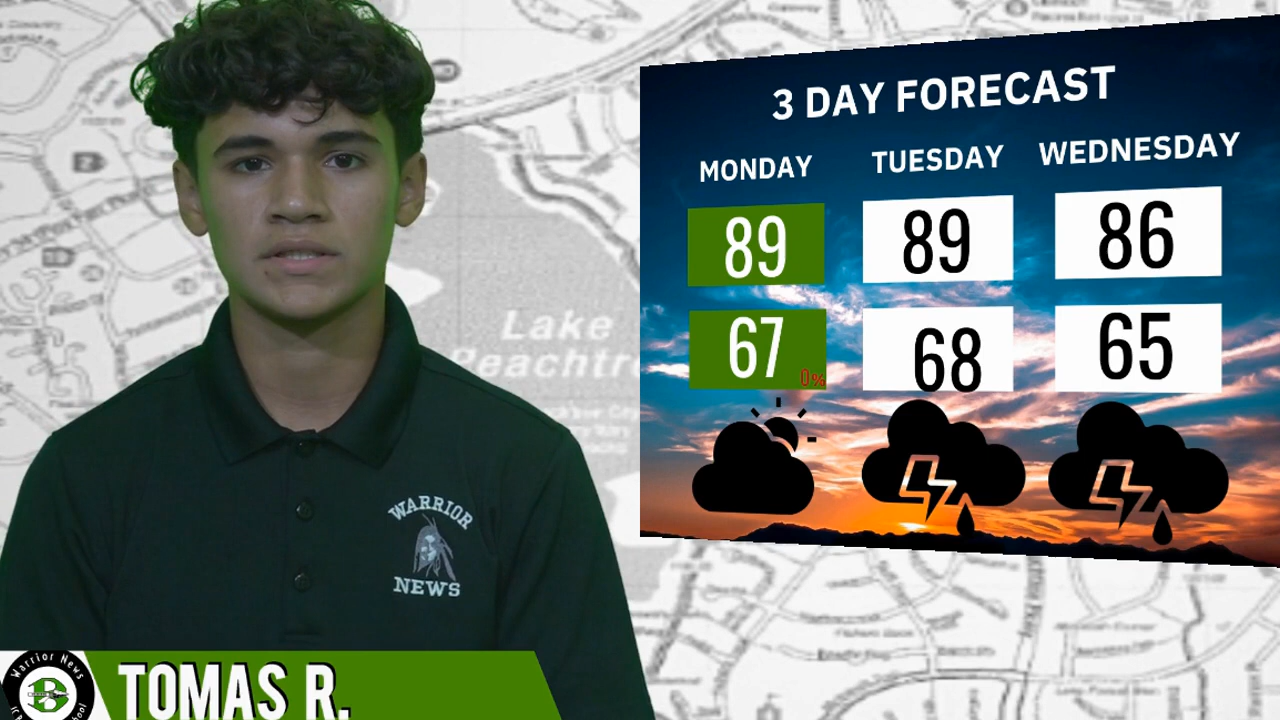 3 DAY FORECAST
MONDAY TUESDAY WEDNESDAY
89 89 86
67 68 65
0%
Lake
Peachtre
WARRIOR
NEWS
Warrior News
TOMAS R.